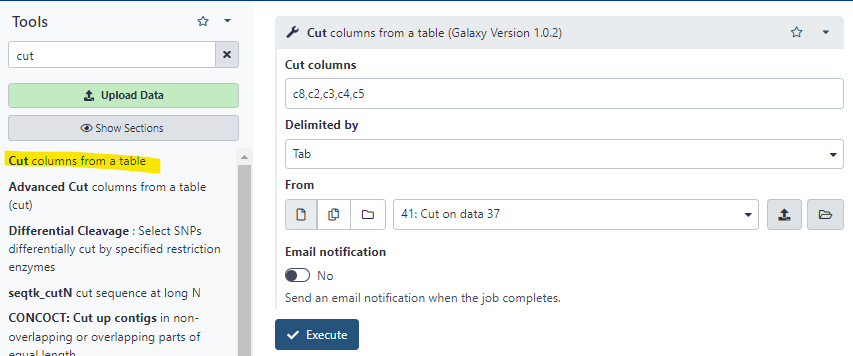 Tools
cut
Upload Data
Show Sections
Cut columns from a table
Advanced Cut columns from a table
(cut)
Differential Cleavage : Select SNPs
differentially cut by specified restriction
enzymes
seqtk_cutN cut sequence at long N
CONCOCT: Cut up contigs in non-
overlapping or overlapping parts of
equal length
Cut columns from a table (Galaxy Version 1.0.2)
Cut columns
c8,c2,c3,c4,c5
Delimited by
Tab
From
41: Cut on data 37
Email notification
No
Send an email notification when the job completes.
Execute